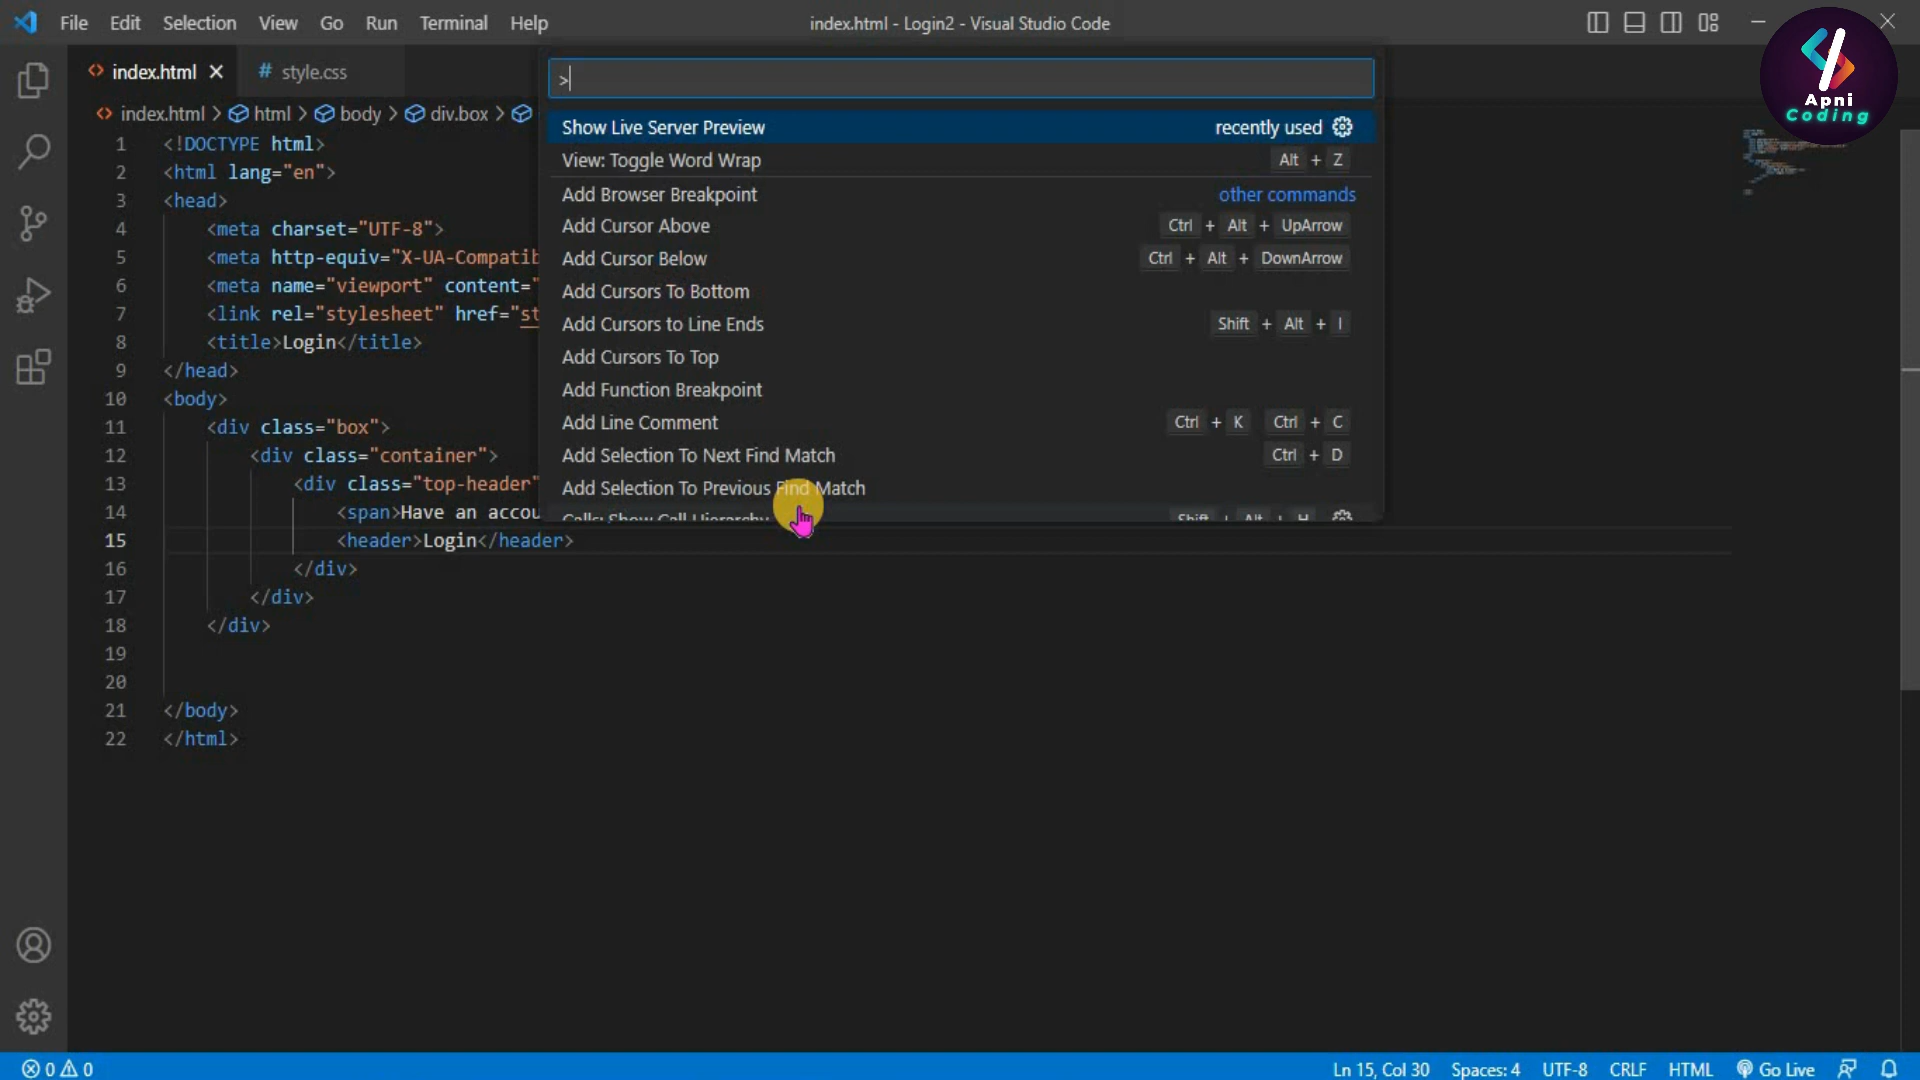 File Edit Selection View Go Run Terminal Help
index.html - Login2 - Visual Studio Code
Apni
Coding
<> index.html ×
# style.css
>
<> index.html > html > body > div.box >
Show Live Server Preview recently used
View: Toggle Word Wrap Alt + Z
Add Browser Breakpoint other commands
Add Cursor Above Ctrl + Alt + UpArrow
Add Cursor Below Ctrl + Alt + DownArrow
Add Cursors To Bottom
Add Cursors to Line Ends Shift + Alt + I
Add Cursors To Top
Add Function Breakpoint
Add Line Comment Ctrl + K Ctrl + C
Add Selection To Next Find Match Ctrl + D
Add Selection To Previous Find Match
Calls: Show Call Hierarchy Shift + Alt + H
1 <!DOCTYPE html>
2 <html lang="en">
3 <head>
4 <meta charset="UTF-8">
5 <meta http-equiv="X-UA-Compatib
6 <meta name="viewport" content="
7 <link rel="stylesheet" href="st
8 <title>Login</title>
9 </head>
10 <body>
11 <div class="box">
12 <div class="container">
13 <div class="top-header"
14 <span>Have an accou
15 <header>Login</header>
16 </div>
17 </div>
18 </div>
19
20
21 </body>
22 </html>
0 0 Ln 15, Col 30 Spaces: 4 UTF-8 CRLF HTML Go Live